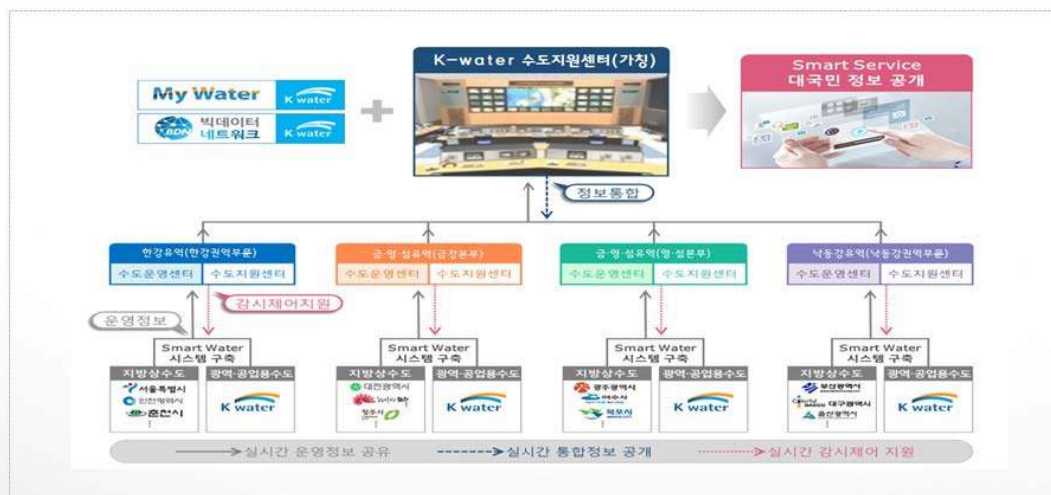 K-water 수도지원센터(가칭)
Smart Service
대국민 정보 공개
My Water
K water
BDN 빅데이터
네트워크
K water
정보통합
한강유역(한강권역부문)
수도운영센터 수도지원센터
금·영·섬유역(금강본부)
수도운영센터 수도지원센터
금·영·섬유역(영·섬본부)
수도운영센터 수도지원센터
낙동강유역(낙동강권역부문)
수도운영센터 수도지원센터
감시제어지원
운영정보
Smart Water
시스템 구축
지방상수도 광역·공업용수도
서울특별시
인천광역시
춘천시
K water
Smart Water
시스템 구축
지방상수도 광역·공업용수도
대전광역시
청주시
K water
Smart Water
시스템 구축
지방상수도 광역·공업용수도
광주광역시
여수시
목포시
K water
Smart Water
시스템 구축
지방상수도 광역·공업용수도
부산광역시
대구광역시
울산광역시
K water
실시간 운영정보 공유
실시간 통합정보 공개
실시간 감시제어 지원